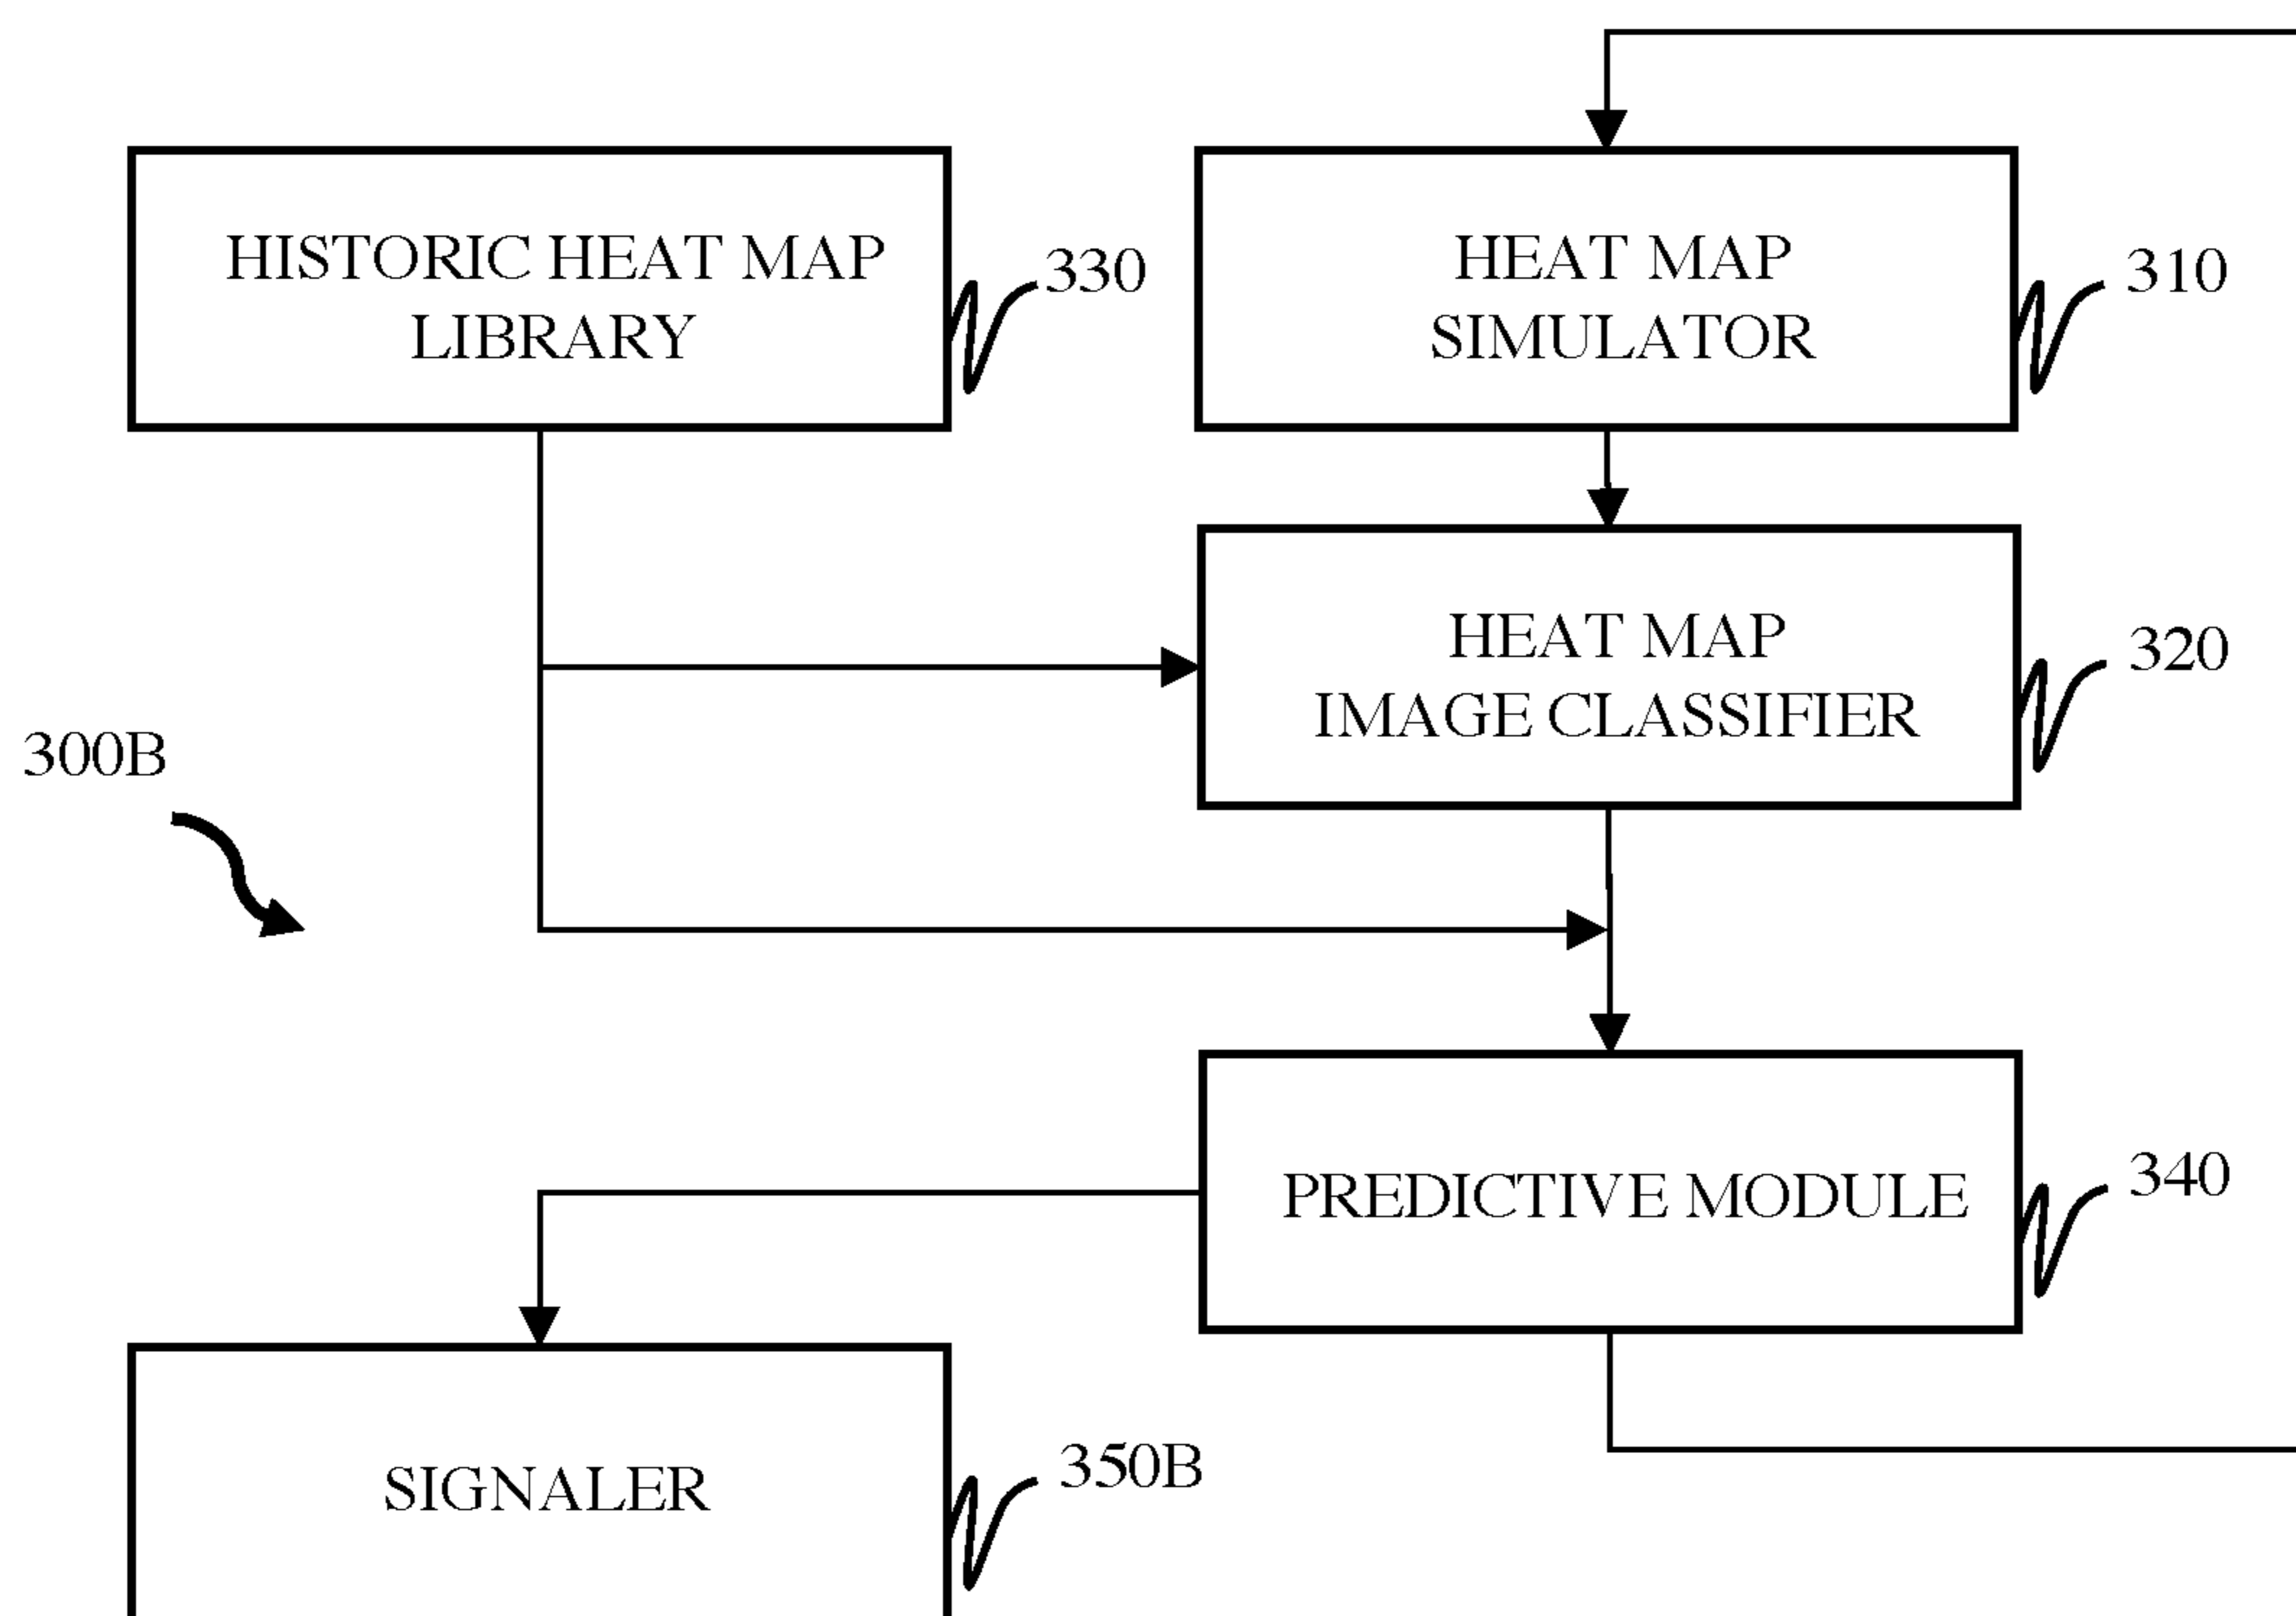 HISTORIC HEAT MAP
LIBRARY
330
HEAT MAP
SIMULATOR
310
HEAT MAP
IMAGE CLASSIFIER
320
300B
PREDICTIVE MODULE
340
SIGNALER
350B